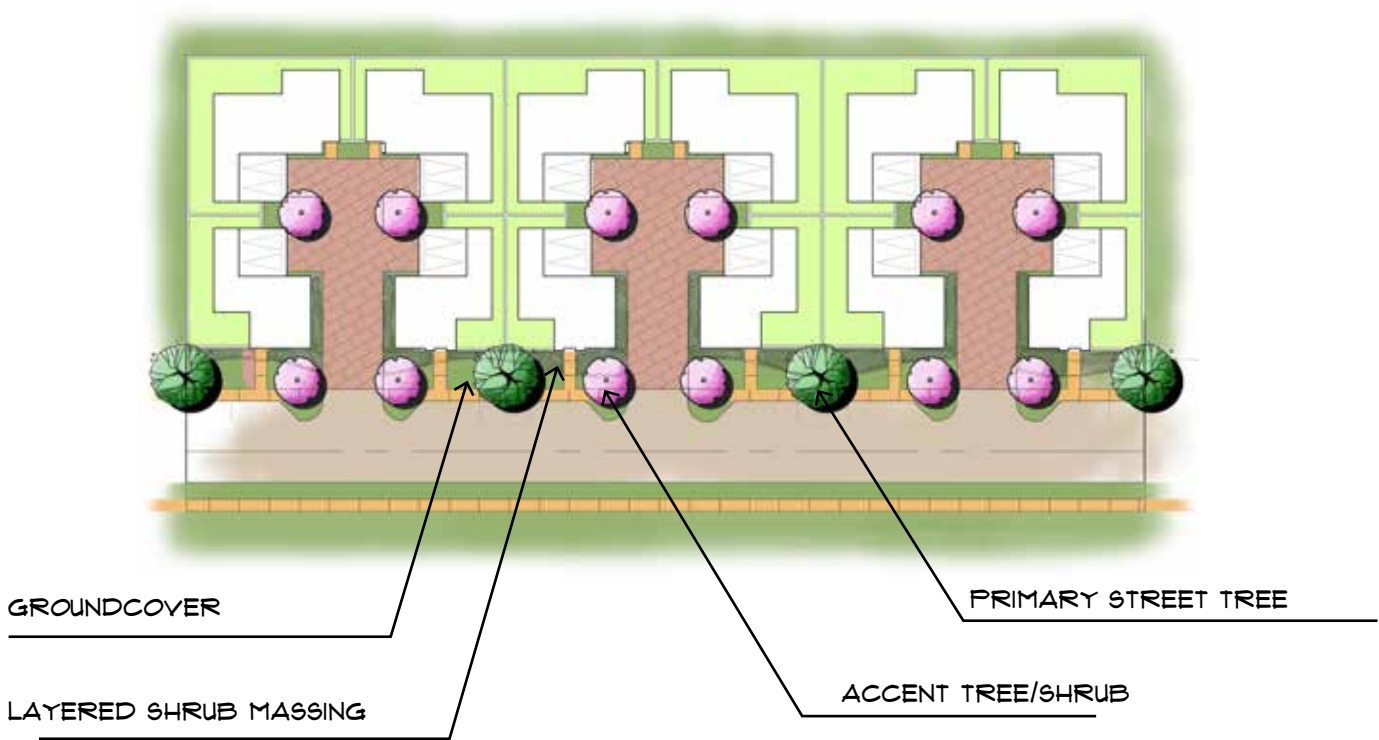 GROUNDCOVER
PRIMARY STREET TREE
LAYERED SHRUB MASSING
ACCENT TREE/SHRUB